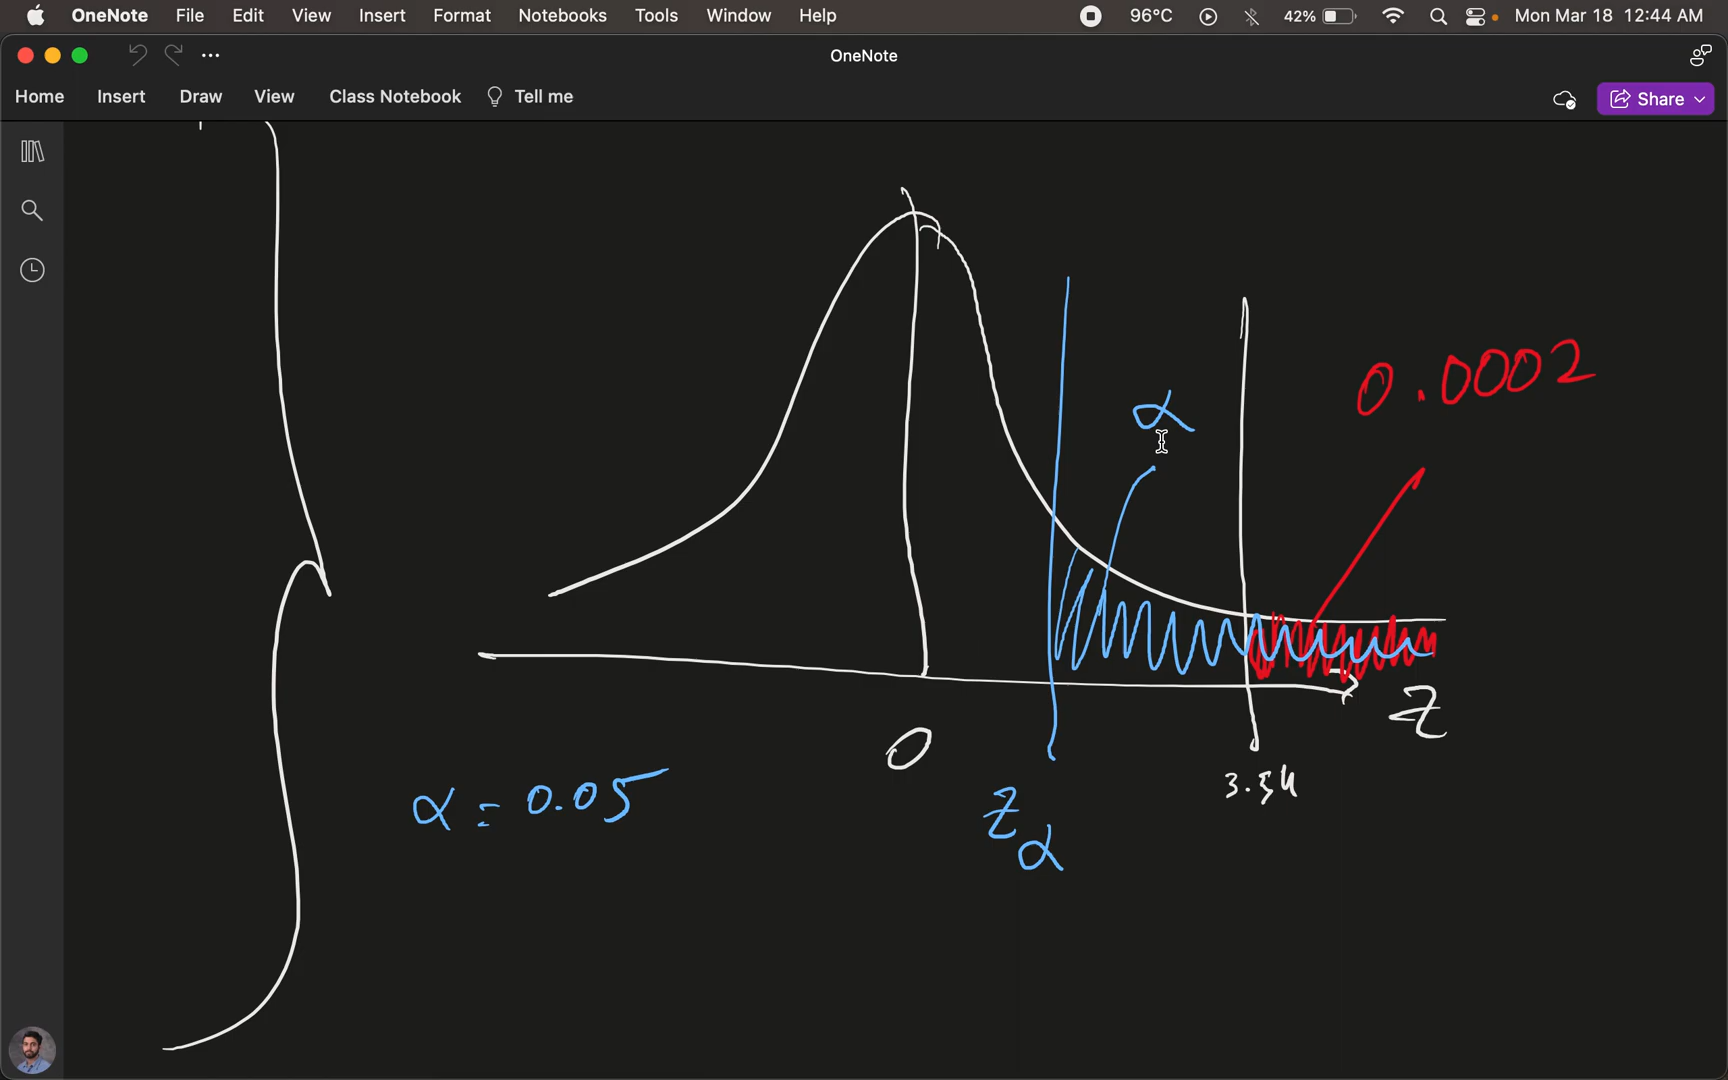 OneNote File Edit View Insert Format Notebooks Tools Window Help 96°C 42% Mon Mar 18 12:44 AM
OneNote
Home Insert Draw View Class Notebook Tell me Share
0.0002
α
Z
0
3.54
α = 0.05
Zα